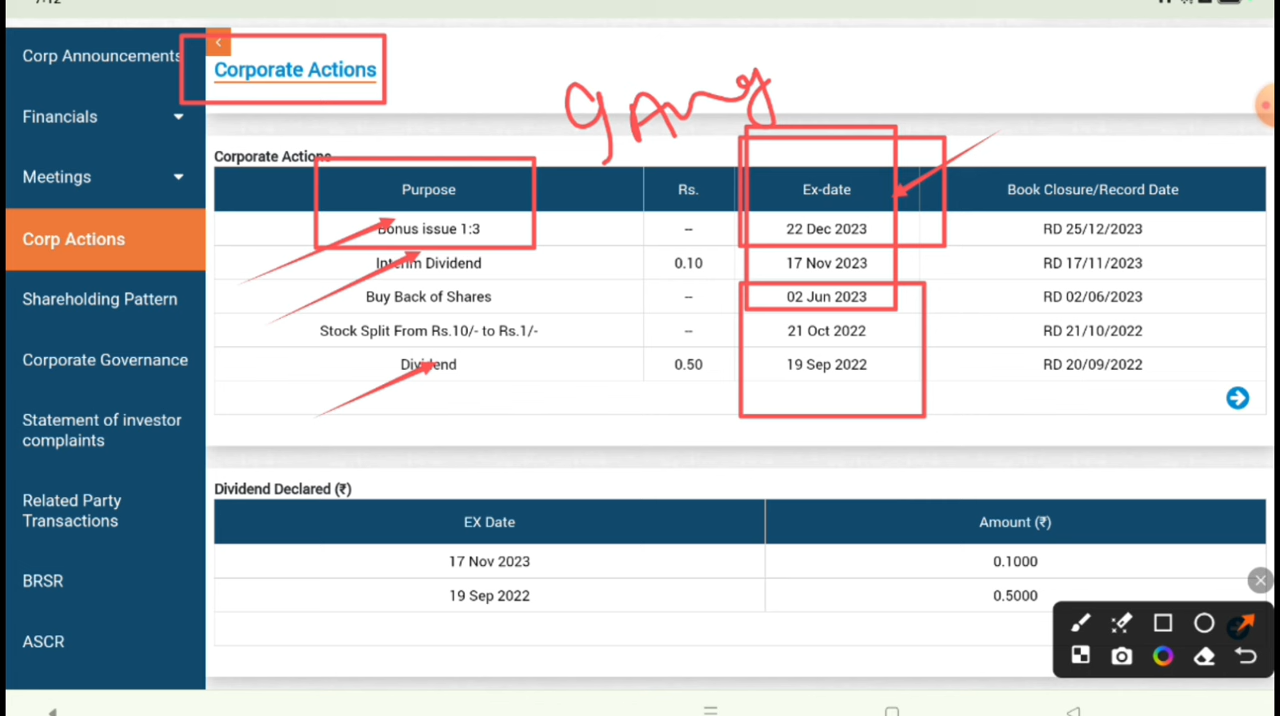 Corp Announcements
Financials
Meetings
Corp Actions
Shareholding Pattern
Corporate Governance
Statement of investor
complaints
Related Party
Transactions
BRSR
ASCR
Corporate Actions
9 Aug
Corporate Actions
Purpose Rs. Ex-date Book Closure/Record Date
Bonus issue 1:3 -- 22 Dec 2023 RD 25/12/2023
Interim Dividend 0.10 17 Nov 2023 RD 17/11/2023
Buy Back of Shares -- 02 Jun 2023 RD 02/06/2023
Stock Split From Rs.10/- to Rs.1/- -- 21 Oct 2022 RD 21/10/2022
Dividend 0.50 19 Sep 2022 RD 20/09/2022
Dividend Declared (₹)
EX Date Amount (₹)
17 Nov 2023 0.1000
19 Sep 2022 0.5000